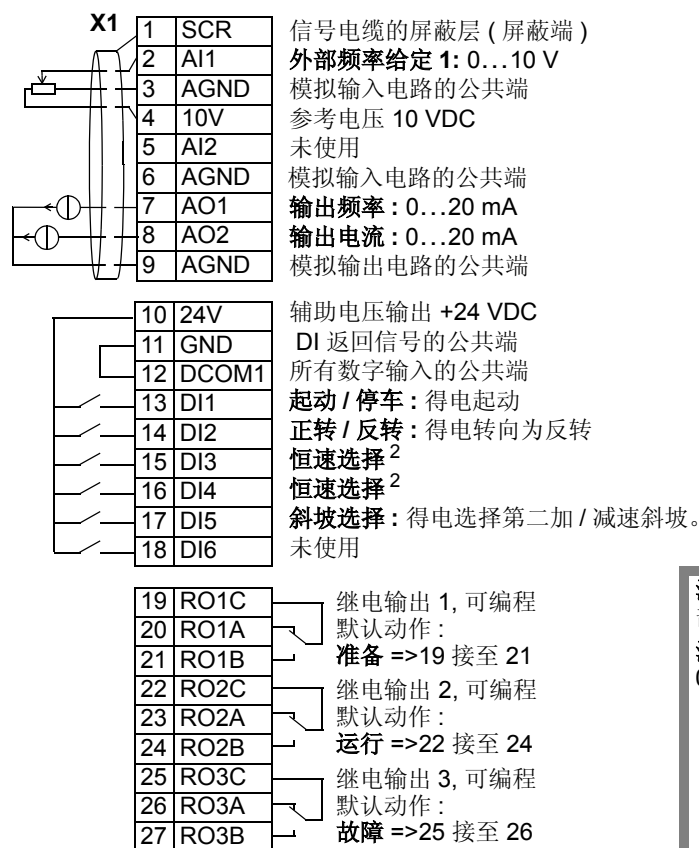 X1
1 SCR 信号电缆的屏蔽层 ( 屏蔽端 )
2 AI1 外部频率给定 1: 0…10 V
3 AGND 模拟输入电路的公共端
4 10V 参考电压 10 VDC
5 AI2 未使用
6 AGND 模拟输入电路的公共端
7 AO1 输出频率 : 0…20 mA
8 AO2 输出电流 : 0…20 mA
9 AGND 模拟输出电路的公共端
10 24V 辅助电压输出 +24 VDC
11 GND DI 返回信号的公共端
12 DCOM1 所有数字输入的公共端
13 DI1 起动 / 停车 : 得电起动
14 DI2 正转 / 反转 : 得电转向为反转
15 DI3 恒速选择 2
16 DI4 恒速选择 2
17 DI5 斜坡选择 : 得电选择第二加 / 减速斜坡。
18 DI6 未使用
19 RO1C 继电输出 1, 可编程
20 RO1A 默认动作 :
21 RO1B 准备 =>19 接至 21
22 RO2C 继电输出 2, 可编程
23 RO2A 默认动作 :
24 RO2B 运行 =>22 接至 24
25 RO3C 继电输出 3, 可编程
26 RO3A 默认动作 :
27 RO3B 故障 =>25 接至 26